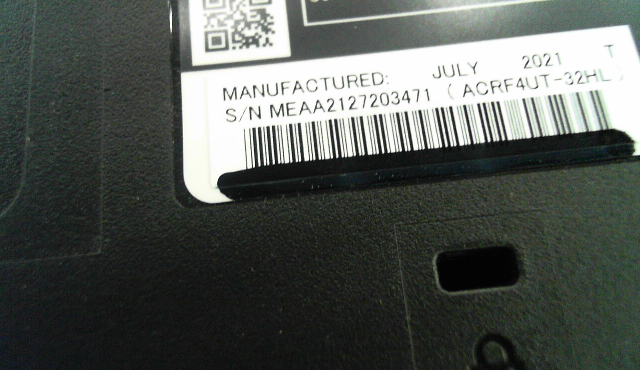 MANUFACTURED: JULY 2021 T
S/N MEAA2127203471 (ACRF4UT-32HL)